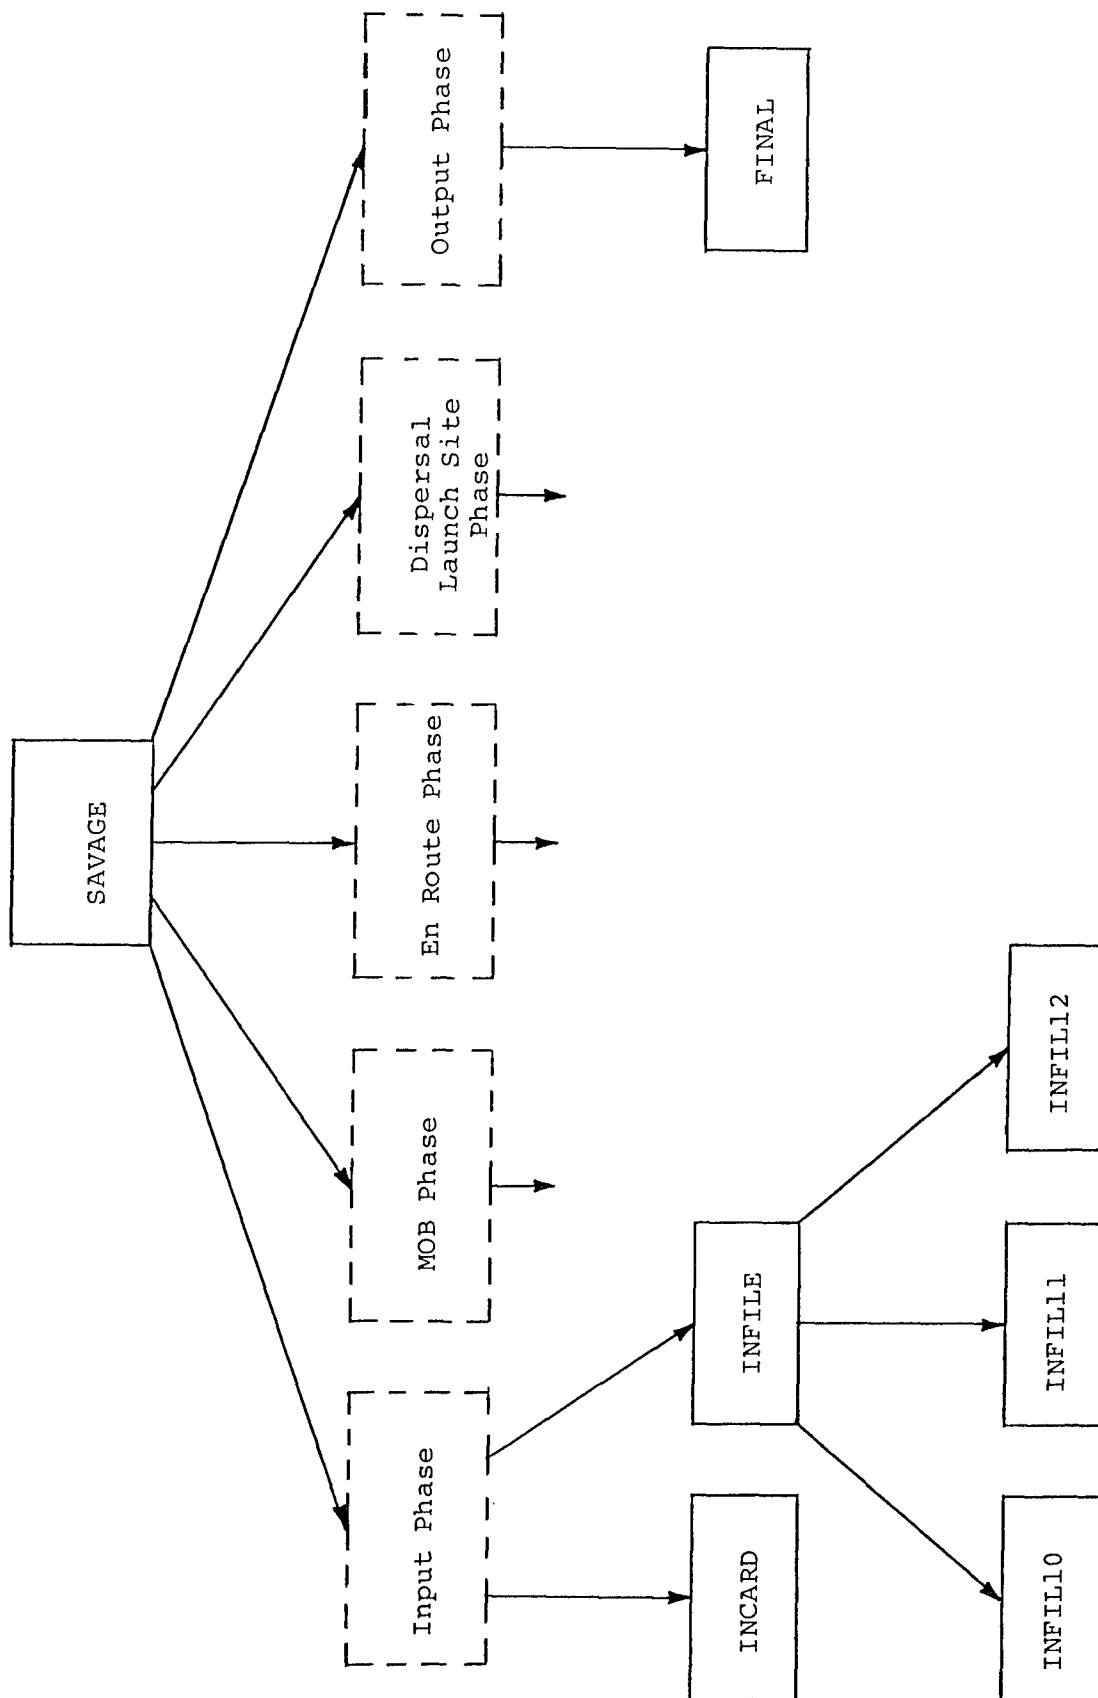 SAVAGE
Input Phase
MOB Phase
En Route Phase
Dispersal
Launch Site
Phase
Output Phase
INCARD
INFILE
FINAL
INFIL10
INFIL11
INFIL12